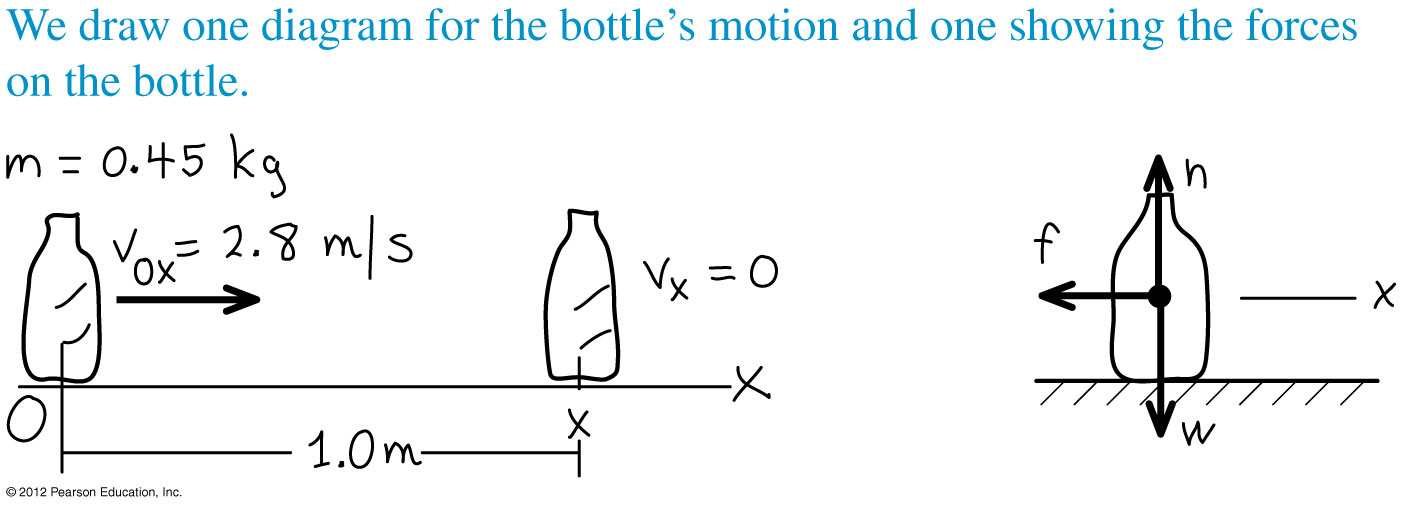 We draw one diagram for the bottle's motion and one showing the forces
on the bottle.
m = 0.45 kg
v0x = 2.8 m/s
vx = 0
x
O
x
1.0 m
n
f
x
w
© 2012 Pearson Education, Inc.